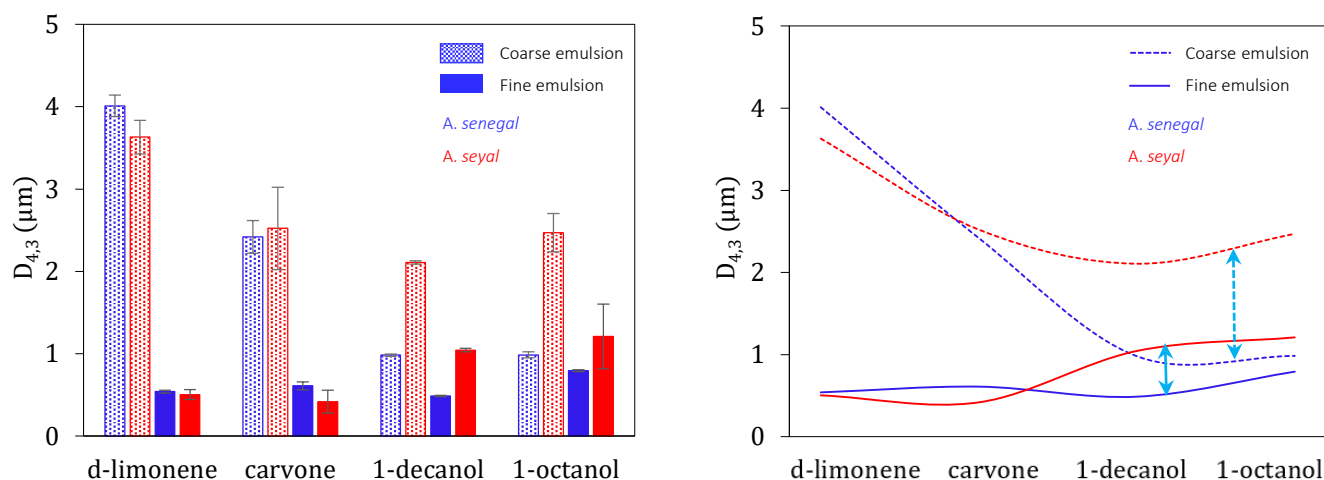 5
4
3
2
1
0
D4,3 (μm)
Coarse emulsion
Fine emulsion
A. senegal
A. seyal
d-limonene carvone 1-decanol 1-octanol
5
4
3
2
1
0
D4,3 (μm)
Coarse emulsion
Fine emulsion
A. senegal
A. seyal
d-limonene carvone 1-decanol 1-octanol